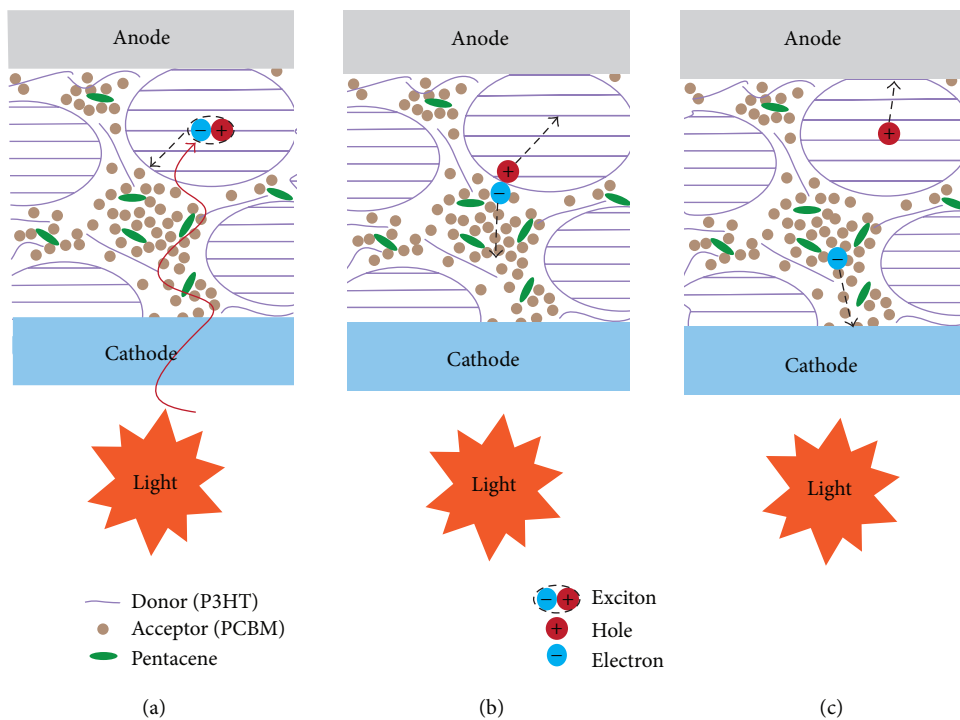 Anode
Anode
Anode
− +
+
−
+
−
Cathode
Cathode
Cathode
Light
Light
Light
Donor (P3HT)
Acceptor (PCBM)
Pentacene
− + Exciton
+ Hole
− Electron
(a)
(b)
(c)